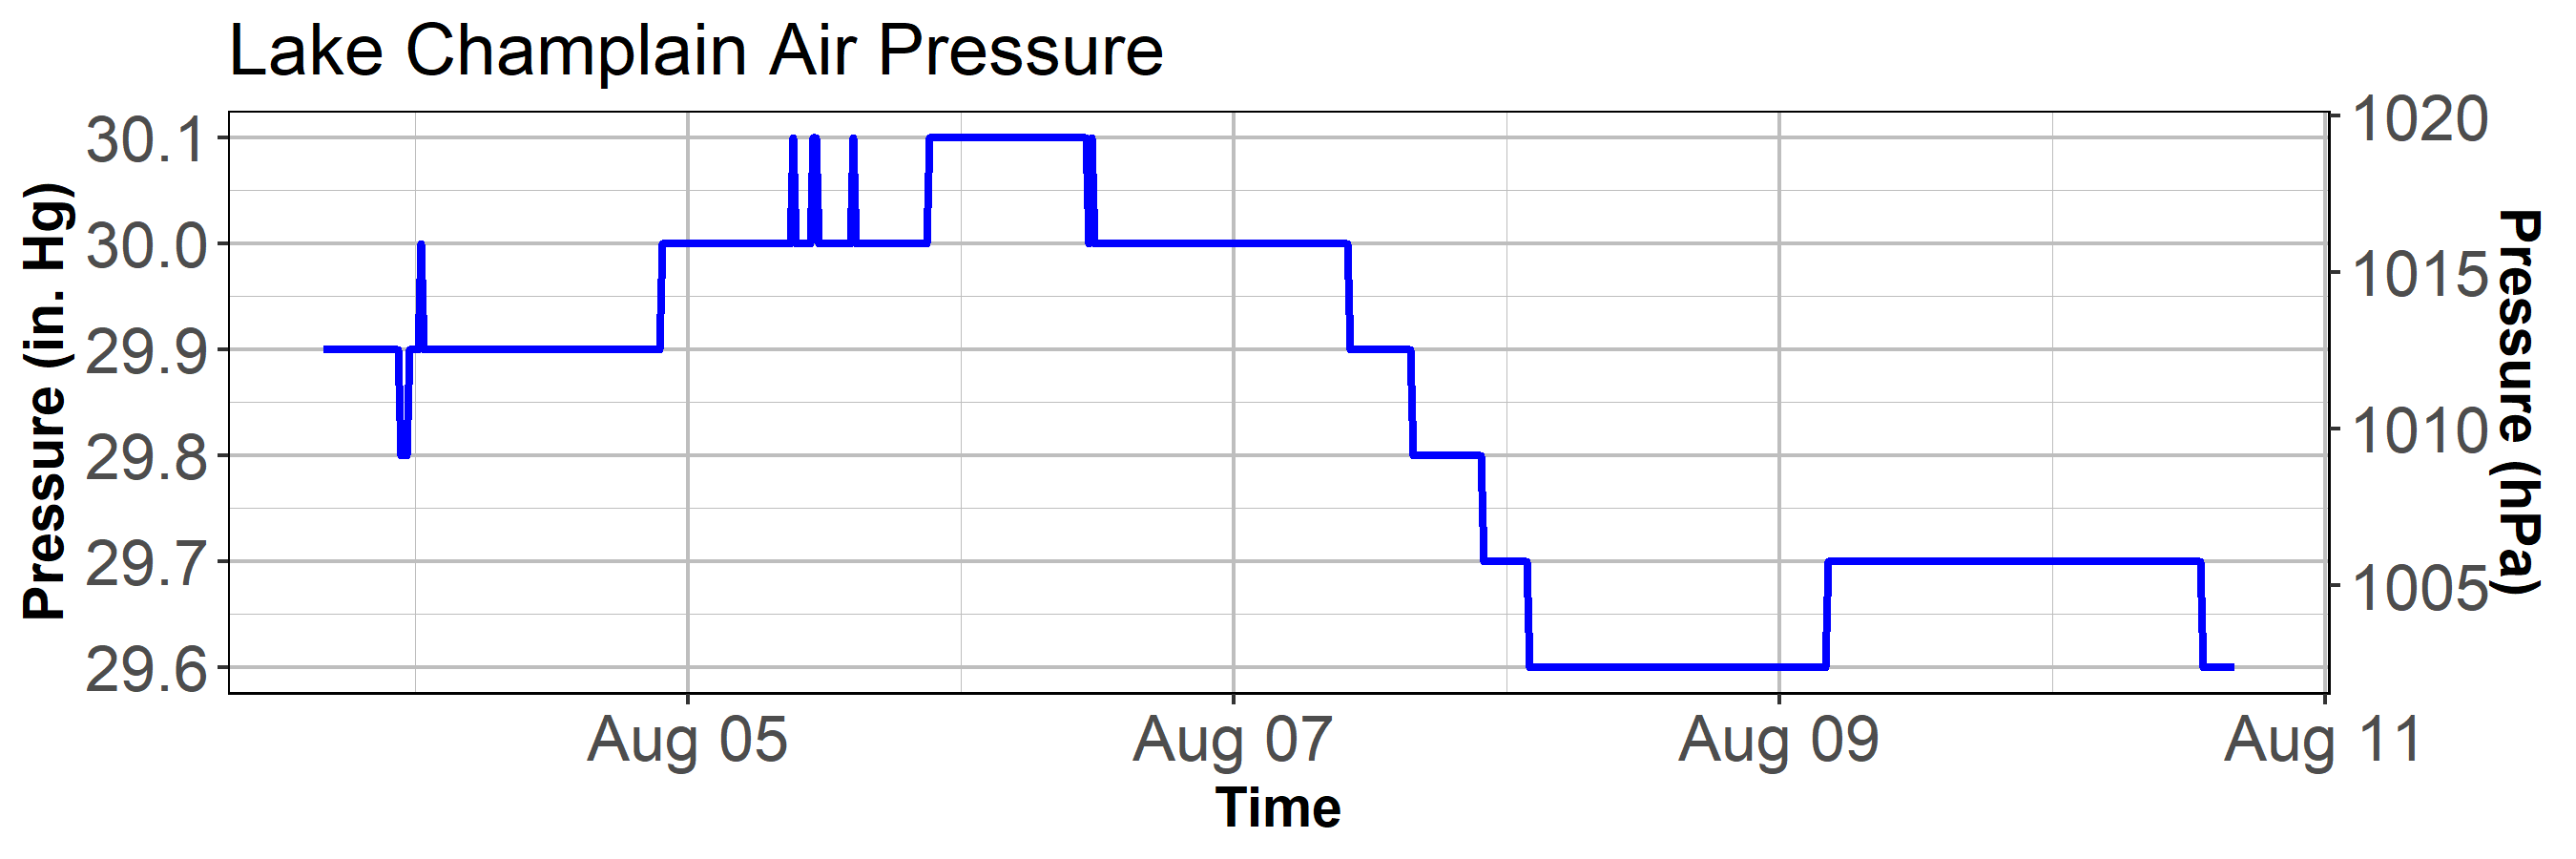 Lake Champlain Air Pressure
Pressure (in. Hg)
30.1
30.0
29.9
29.8
29.7
29.6
1020
1015
1010
1005
Pressure (hPa)
Aug 05 Aug 07 Aug 09 Aug 11
Time